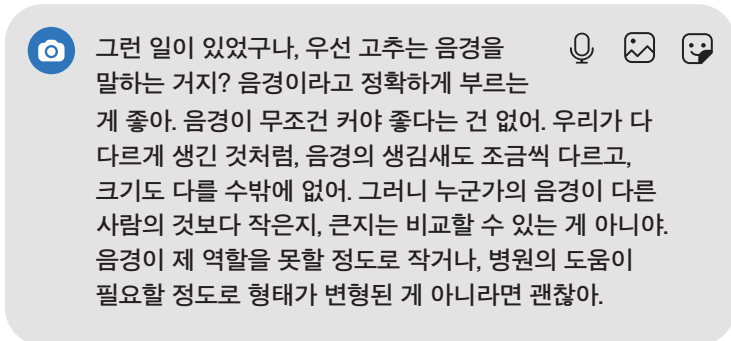 그런 일이 있었구나, 우선 고추는 음경을
말하는 거지? 음경이라고 정확하게 부르는
게 좋아. 음경이 무조건 커야 좋다는 건 없어. 우리가 다
다르게 생긴 것처럼, 음경의 생김새도 조금씩 다르고,
크기도 다를 수밖에 없어. 그러니 누군가의 음경이 다른
사람의 것보다 작은지, 큰지는 비교할 수 있는 게 아니야.
음경이 제 역할을 못할 정도로 작거나, 병원의 도움이
필요할 정도로 형태가 변형된 게 아니라면 괜찮아.